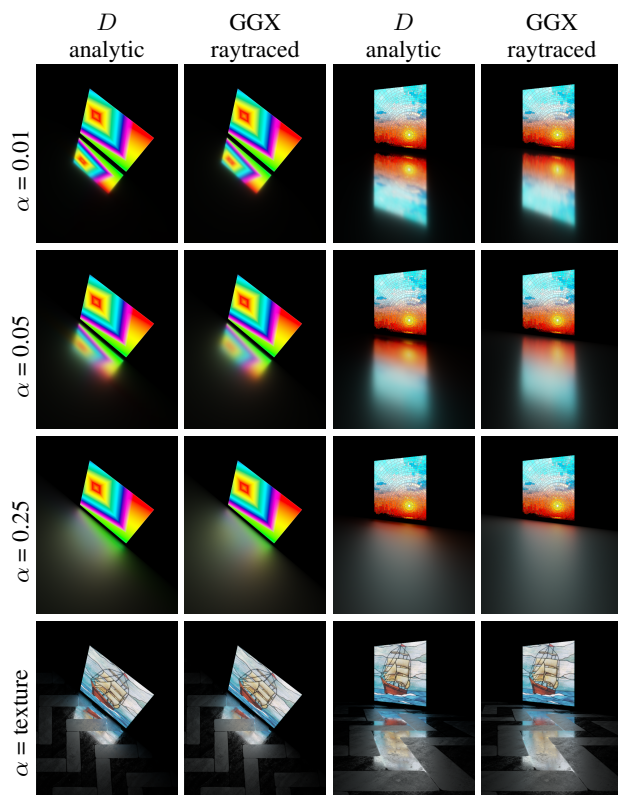 D GGX D GGX
analytic raytraced analytic raytraced
α = 0.01
α = 0.05
α = 0.25
α = texture